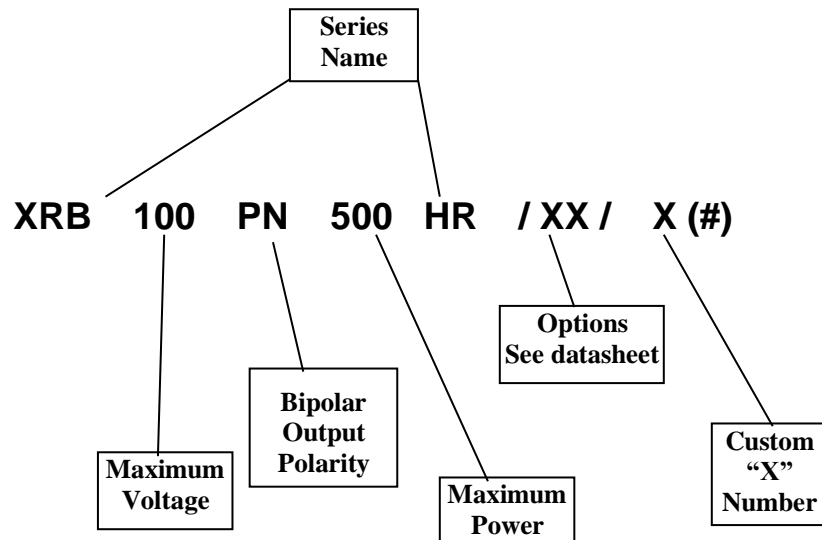 Series
Name
XRB 100 PN 500 HR / XX / X (#)
Options
See datasheet
Bipolar
Output
Polarity
Custom
“X”
Number
Maximum
Voltage
Maximum
Power